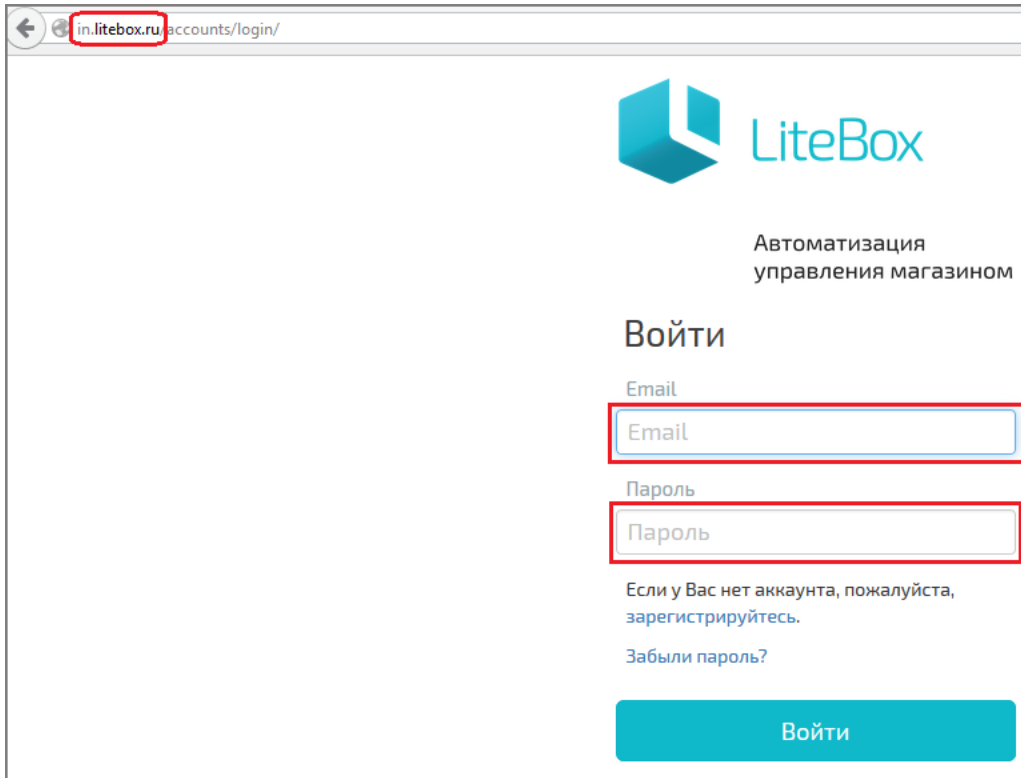 in.litebox.ru/accounts/login/
LiteBox
Автоматизация
управления магазином
Войти
Email
Email
Пароль
Пароль
Если у Вас нет аккаунта, пожалуйста,
зарегистрируйтесь.
Забыли пароль?
Войти